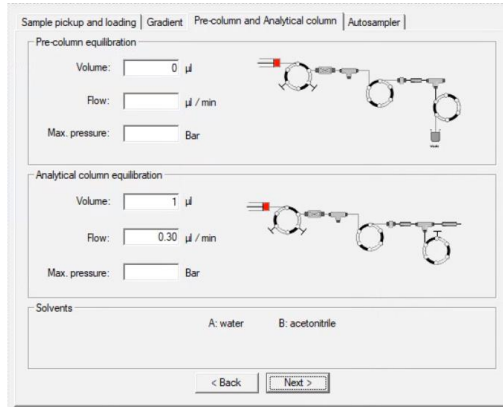 Sample pickup and loading Gradient Pre-column and Analytical column Autosampler
Pre-column equilibration
Volume: 0 µl
Flow: µl / min
Max. pressure: Bar
Analytical column equilibration
Volume: 1 µl
Flow: 0.30 µl / min
Max. pressure: Bar
Solvents
A: water B: acetonitrile
< Back Next >